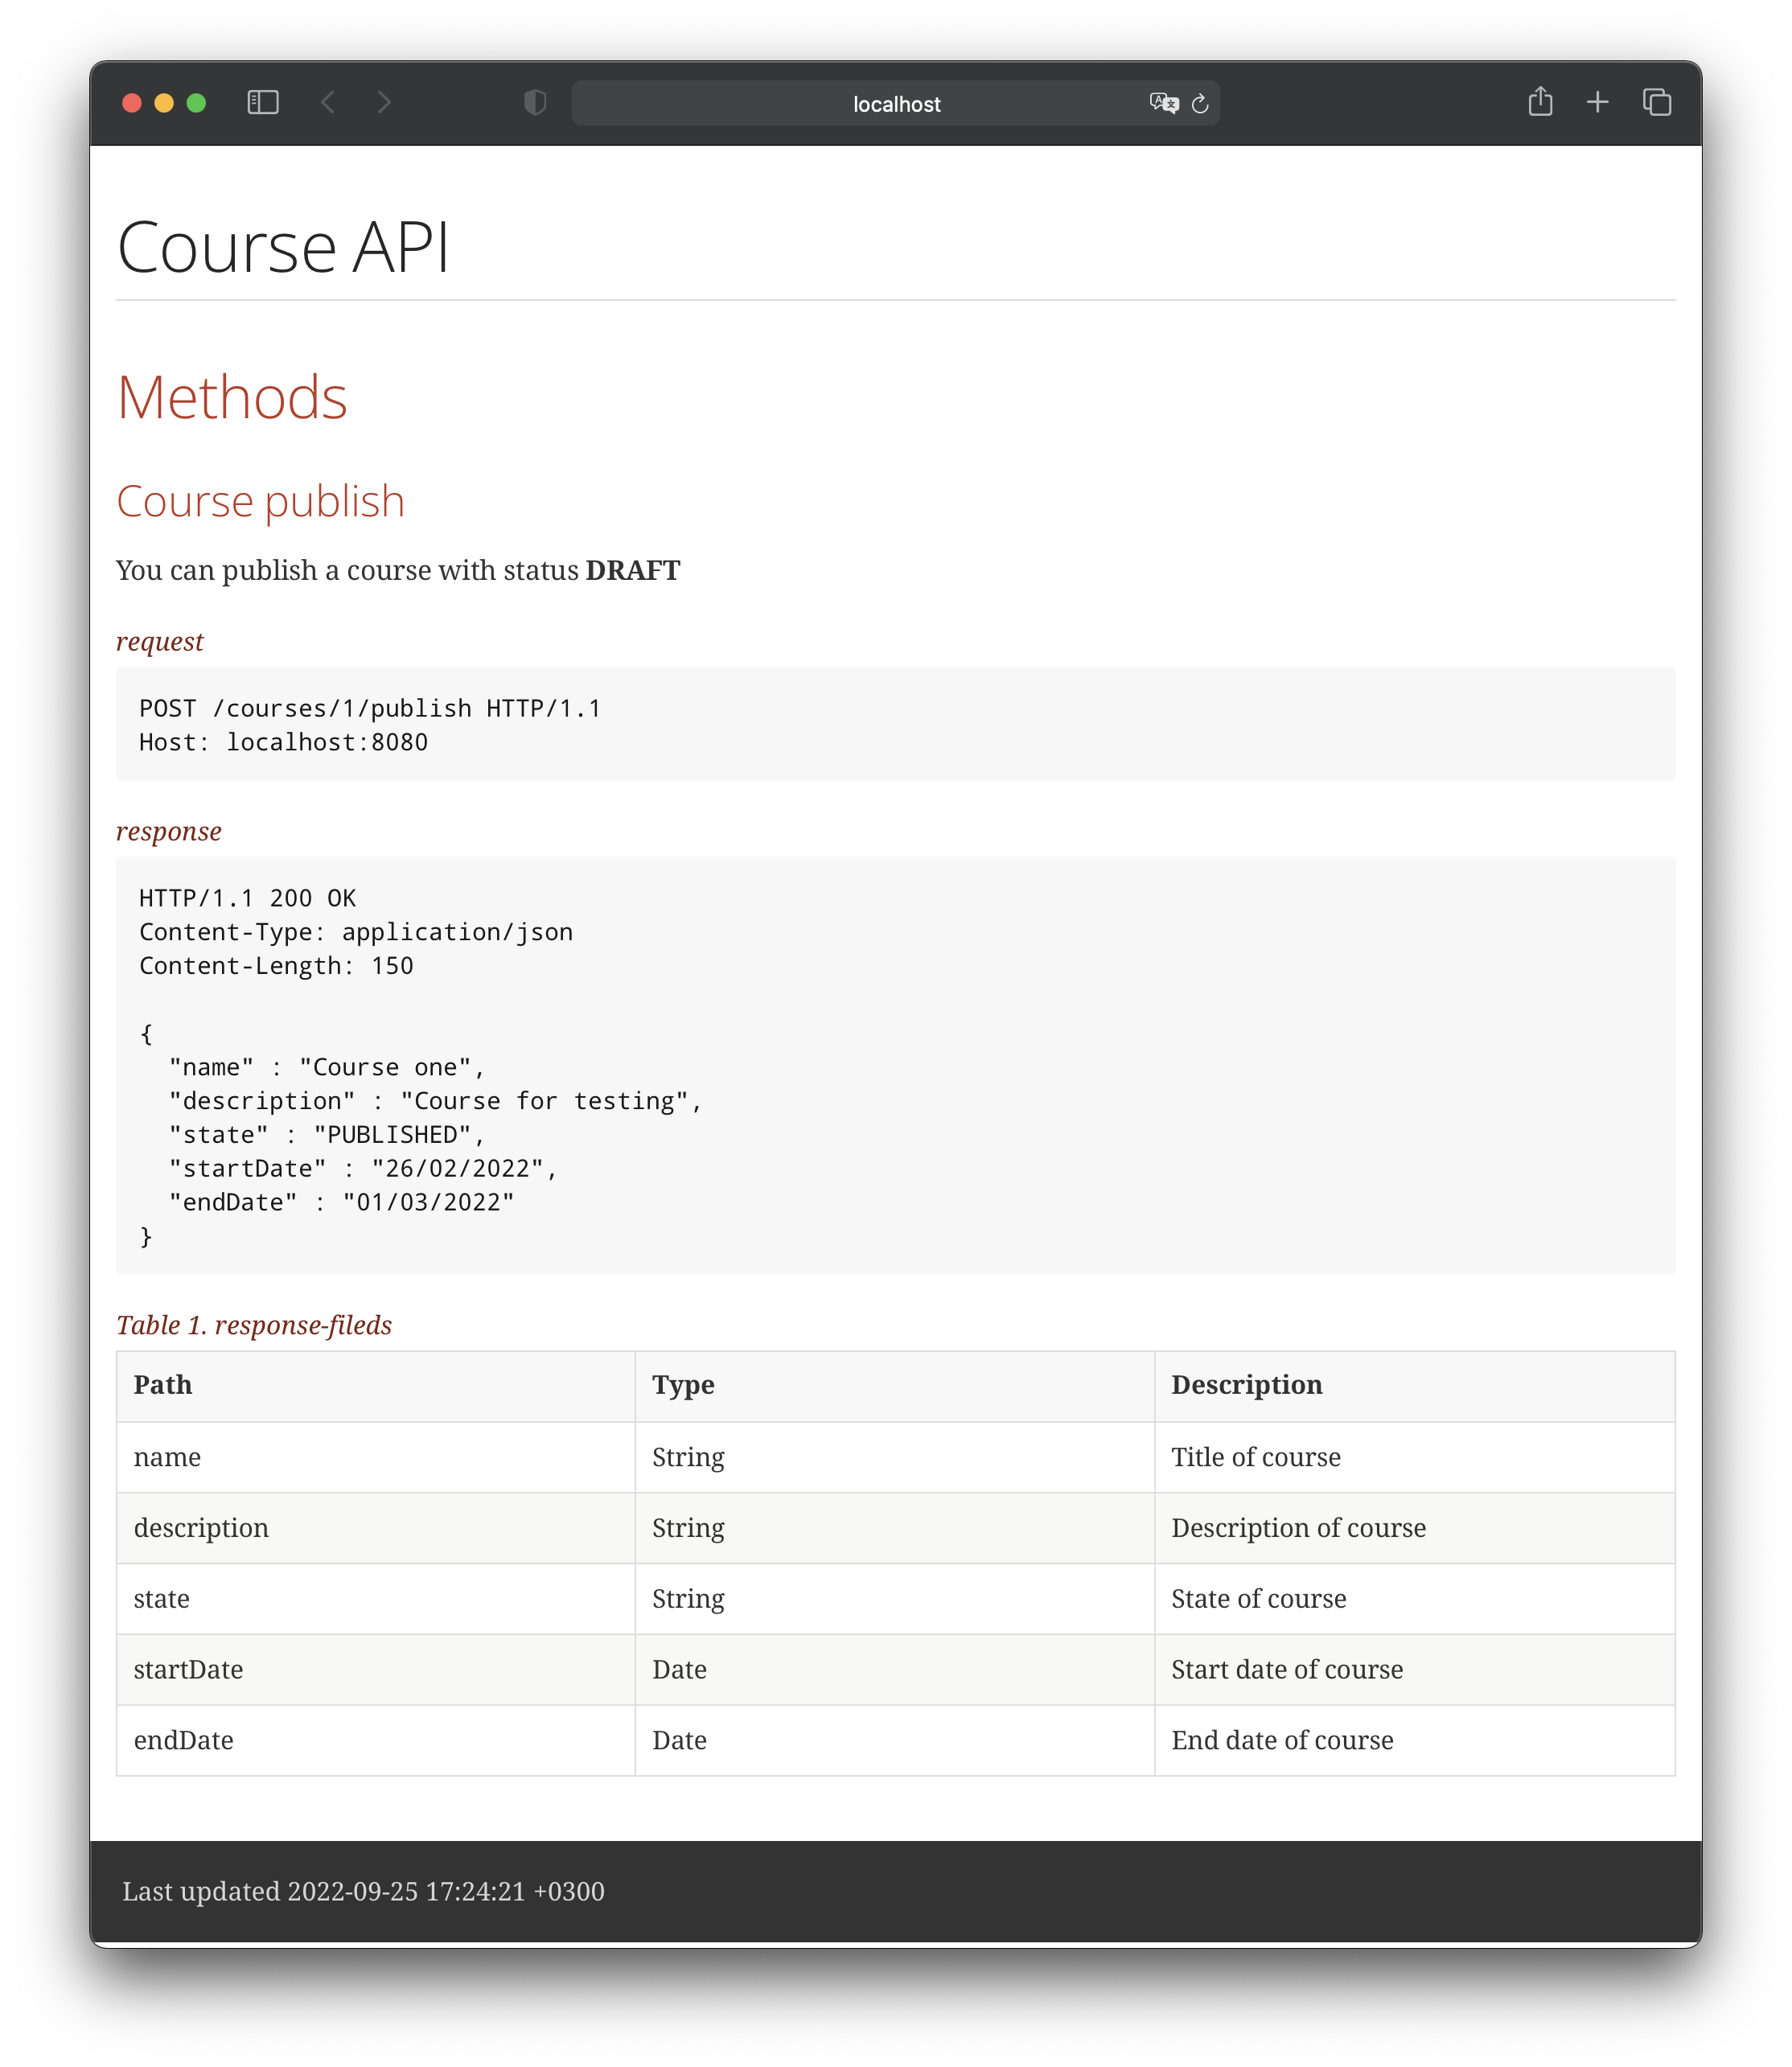 localhost
Course API
Methods
Course publish
You can publish a course with status DRAFT
request
POST /courses/1/publish HTTP/1.1
Host: localhost:8080
response
HTTP/1.1 200 OK
Content-Type: application/json
Content-Length: 150
{
  "name" : "Course one",
  "description" : "Course for testing",
  "state" : "PUBLISHED",
  "startDate" : "26/02/2022",
  "endDate" : "01/03/2022"
}
Table 1. response-fileds
Path Type Description
name String Title of course
description String Description of course
state String State of course
startDate Date Start date of course
endDate Date End date of course
Last updated 2022-09-25 17:24:21 +0300